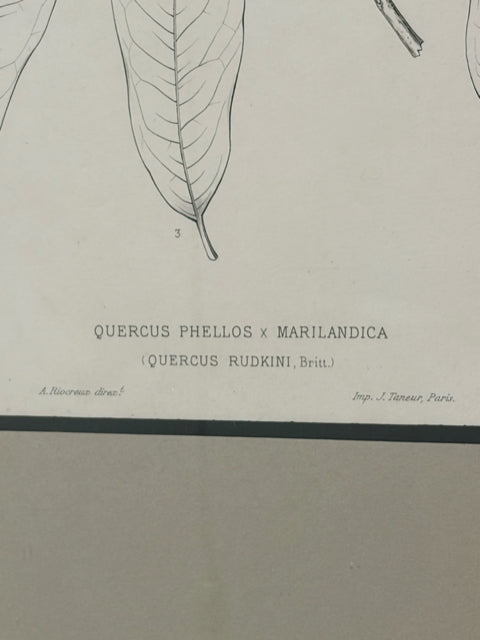 3
QUERCUS PHELLOS x MARILANDICA
(QUERCUS RUDKINI, Britt.)
A. Riocreux direx.t
Imp. J. Taneur, Paris.